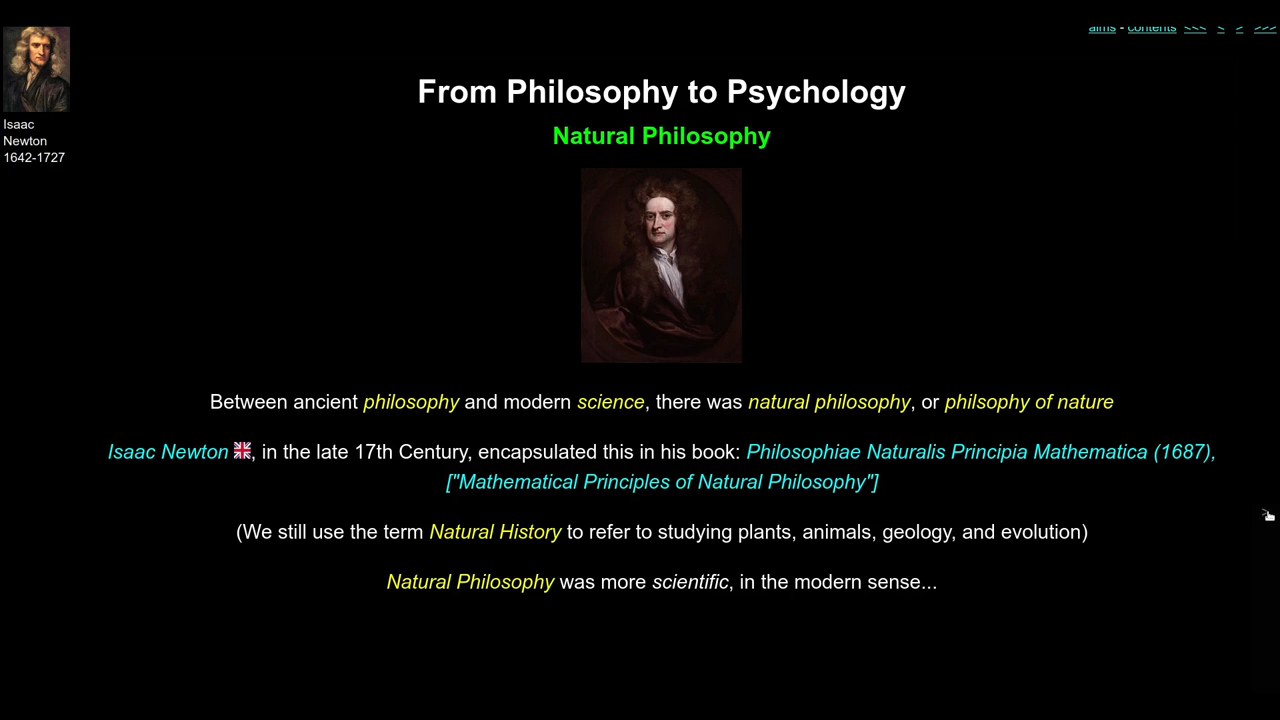 aims - contents <<< < > >>>
Isaac
Newton
1642-1727
From Philosophy to Psychology
Natural Philosophy
Between ancient philosophy and modern science, there was natural philosophy, or philsophy of nature
Isaac Newton 🇬🇧, in the late 17th Century, encapsulated this in his book: Philosophiae Naturalis Principia Mathematica (1687),
["Mathematical Principles of Natural Philosophy"]
(We still use the term Natural History to refer to studying plants, animals, geology, and evolution)
Natural Philosophy was more scientific, in the modern sense...